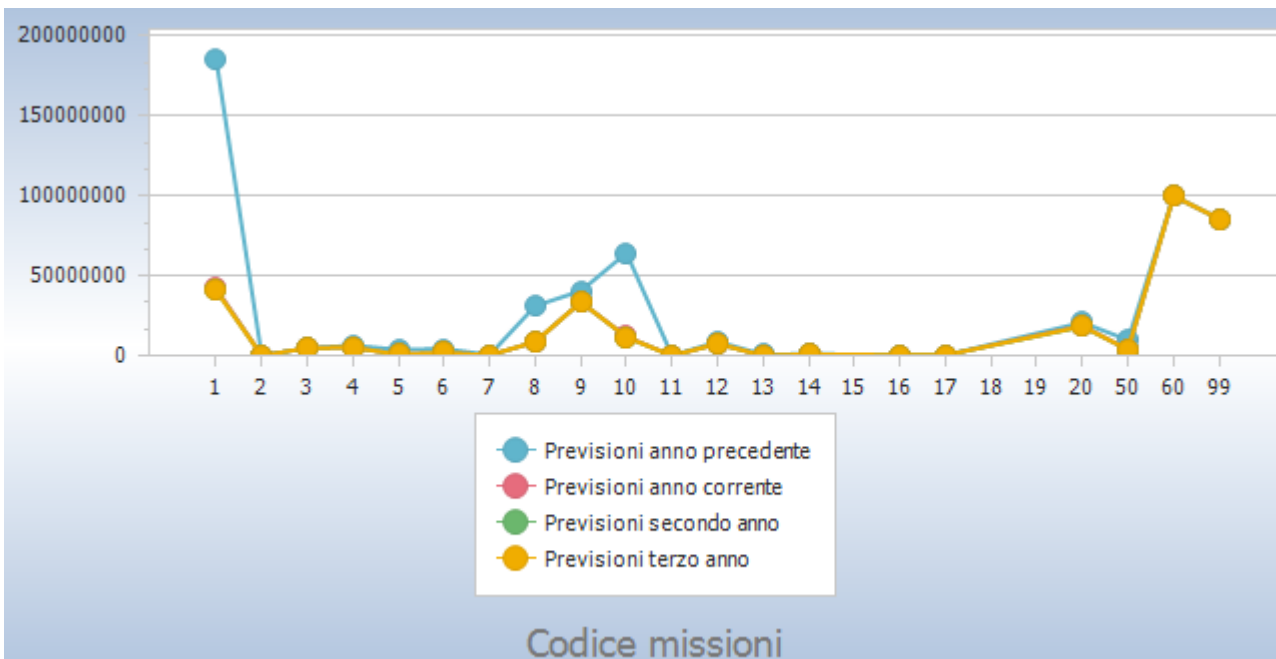 200000000
150000000
100000000
50000000
0
1 2 3 4 5 6 7 8 9 10 11 12 13 14 15 16 17 18 19 20 50 60 99
Previsioni anno precedente
Previsioni anno corrente
Previsioni secondo anno
Previsioni terzo anno
Codice missioni